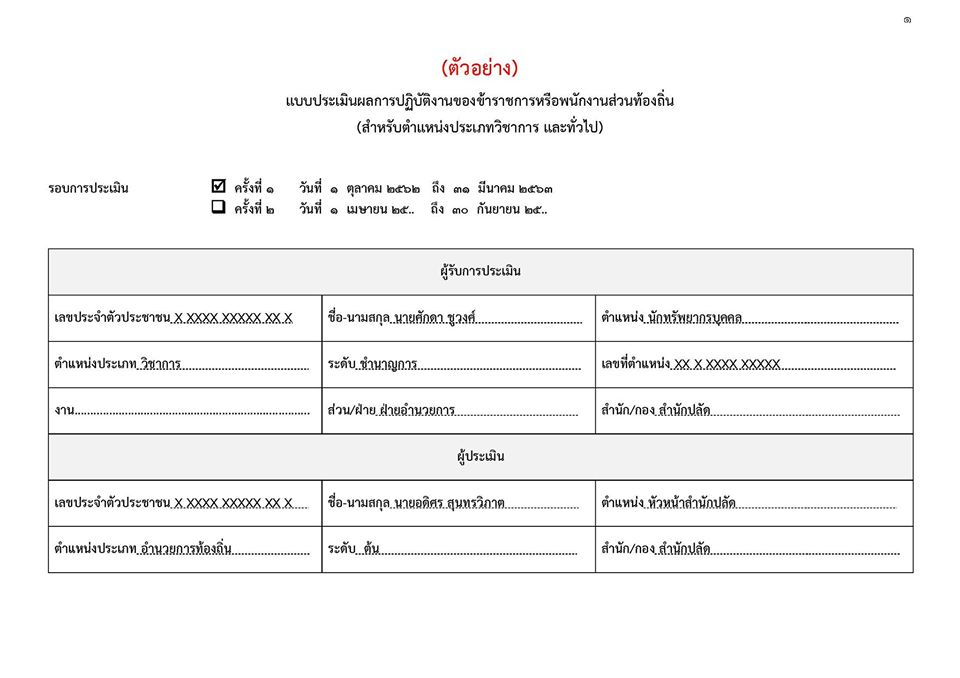 ๑
(ตัวอย่าง)
แบบประเมินผลการปฏิบัติงานของข้าราชการหรือพนักงานส่วนท้องถิ่น
(สำหรับตำแหน่งประเภทวิชาการ และทั่วไป)
รอบการประเมิน ☑ ครั้งที่ ๑ วันที่ ๑ ตุลาคม ๒๕๖๒ ถึง ๓๑ มีนาคม ๒๕๖๓
❑ ครั้งที่ ๒ วันที่ ๑ เมษายน ๒๕.. ถึง ๓๐ กันยายน ๒๕..
ผู้รับการประเมิน
เลขประจำตัวประชาชน X XXXX XXXXX XX X ชื่อ-นามสกุล นายศักดา ชูวงศ์ ตำแหน่ง นักทรัพยากรบุคคล
ตำแหน่งประเภท วิชาการ ระดับ ชำนาญการ เลขที่ตำแหน่ง XX X XXXX XXXXX
งาน ส่วน/ฝ่าย ฝ่ายอำนวยการ สำนัก/กอง สำนักปลัด
ผู้ประเมิน
เลขประจำตัวประชาชน X XXXX XXXXX XX X ชื่อ-นามสกุล นายอดิศร สุนทรวิภาต ตำแหน่ง หัวหน้าสำนักปลัด
ตำแหน่งประเภท อำนวยการท้องถิ่น ระดับ ต้น สำนัก/กอง สำนักปลัด